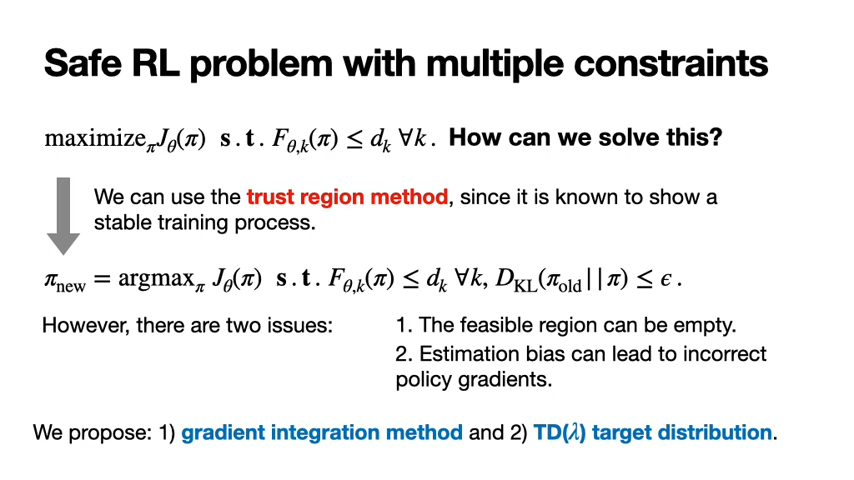 Safe RL problem with multiple constraints
maximize_π J_θ(π) s.t. F_{θ,k}(π) ≤ d_k ∀k. How can we solve this?
We can use the trust region method, since it is known to show a
stable training process.
π_new = argmax_π J_θ(π) s.t. F_{θ,k}(π) ≤ d_k ∀k, D_KL(π_old||π) ≤ ϵ.
However, there are two issues:
1. The feasible region can be empty.
2. Estimation bias can lead to incorrect
policy gradients.
We propose: 1) gradient integration method and 2) TD(λ) target distribution.